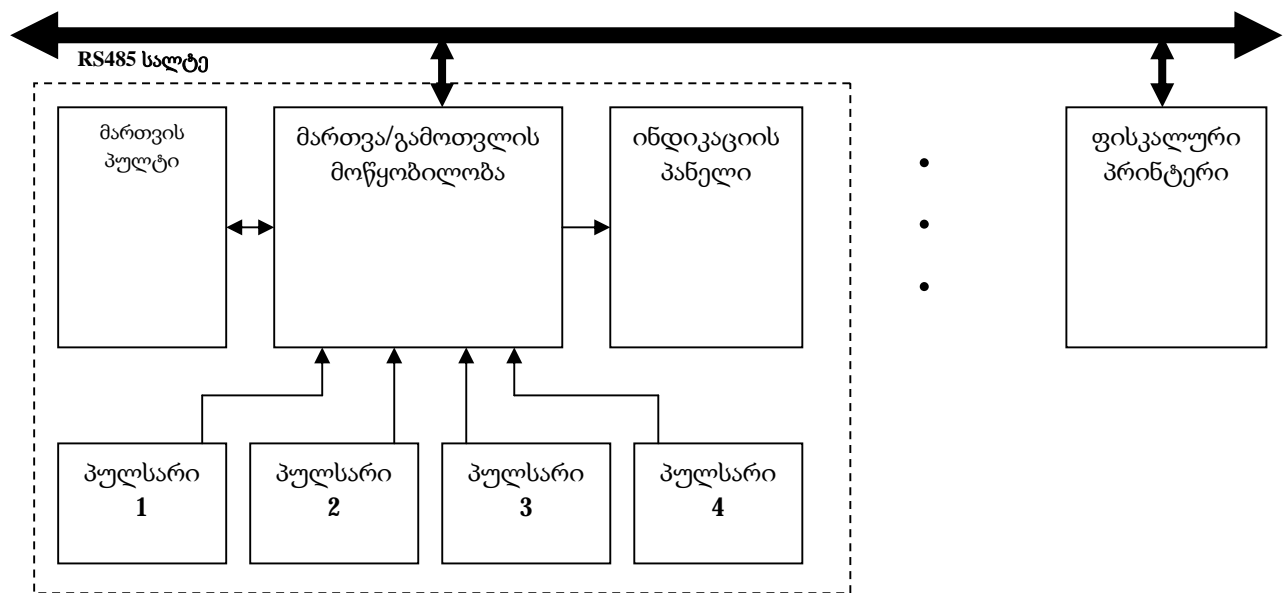 RS485 სალტე
მართვის
პულტი
მართვა/გამოთვლის
მოწყობილობა
ინდიკაციის
პანელი
ფისკალური
პრინტერი
პულსარი
1
პულსარი
2
პულსარი
3
პულსარი
4